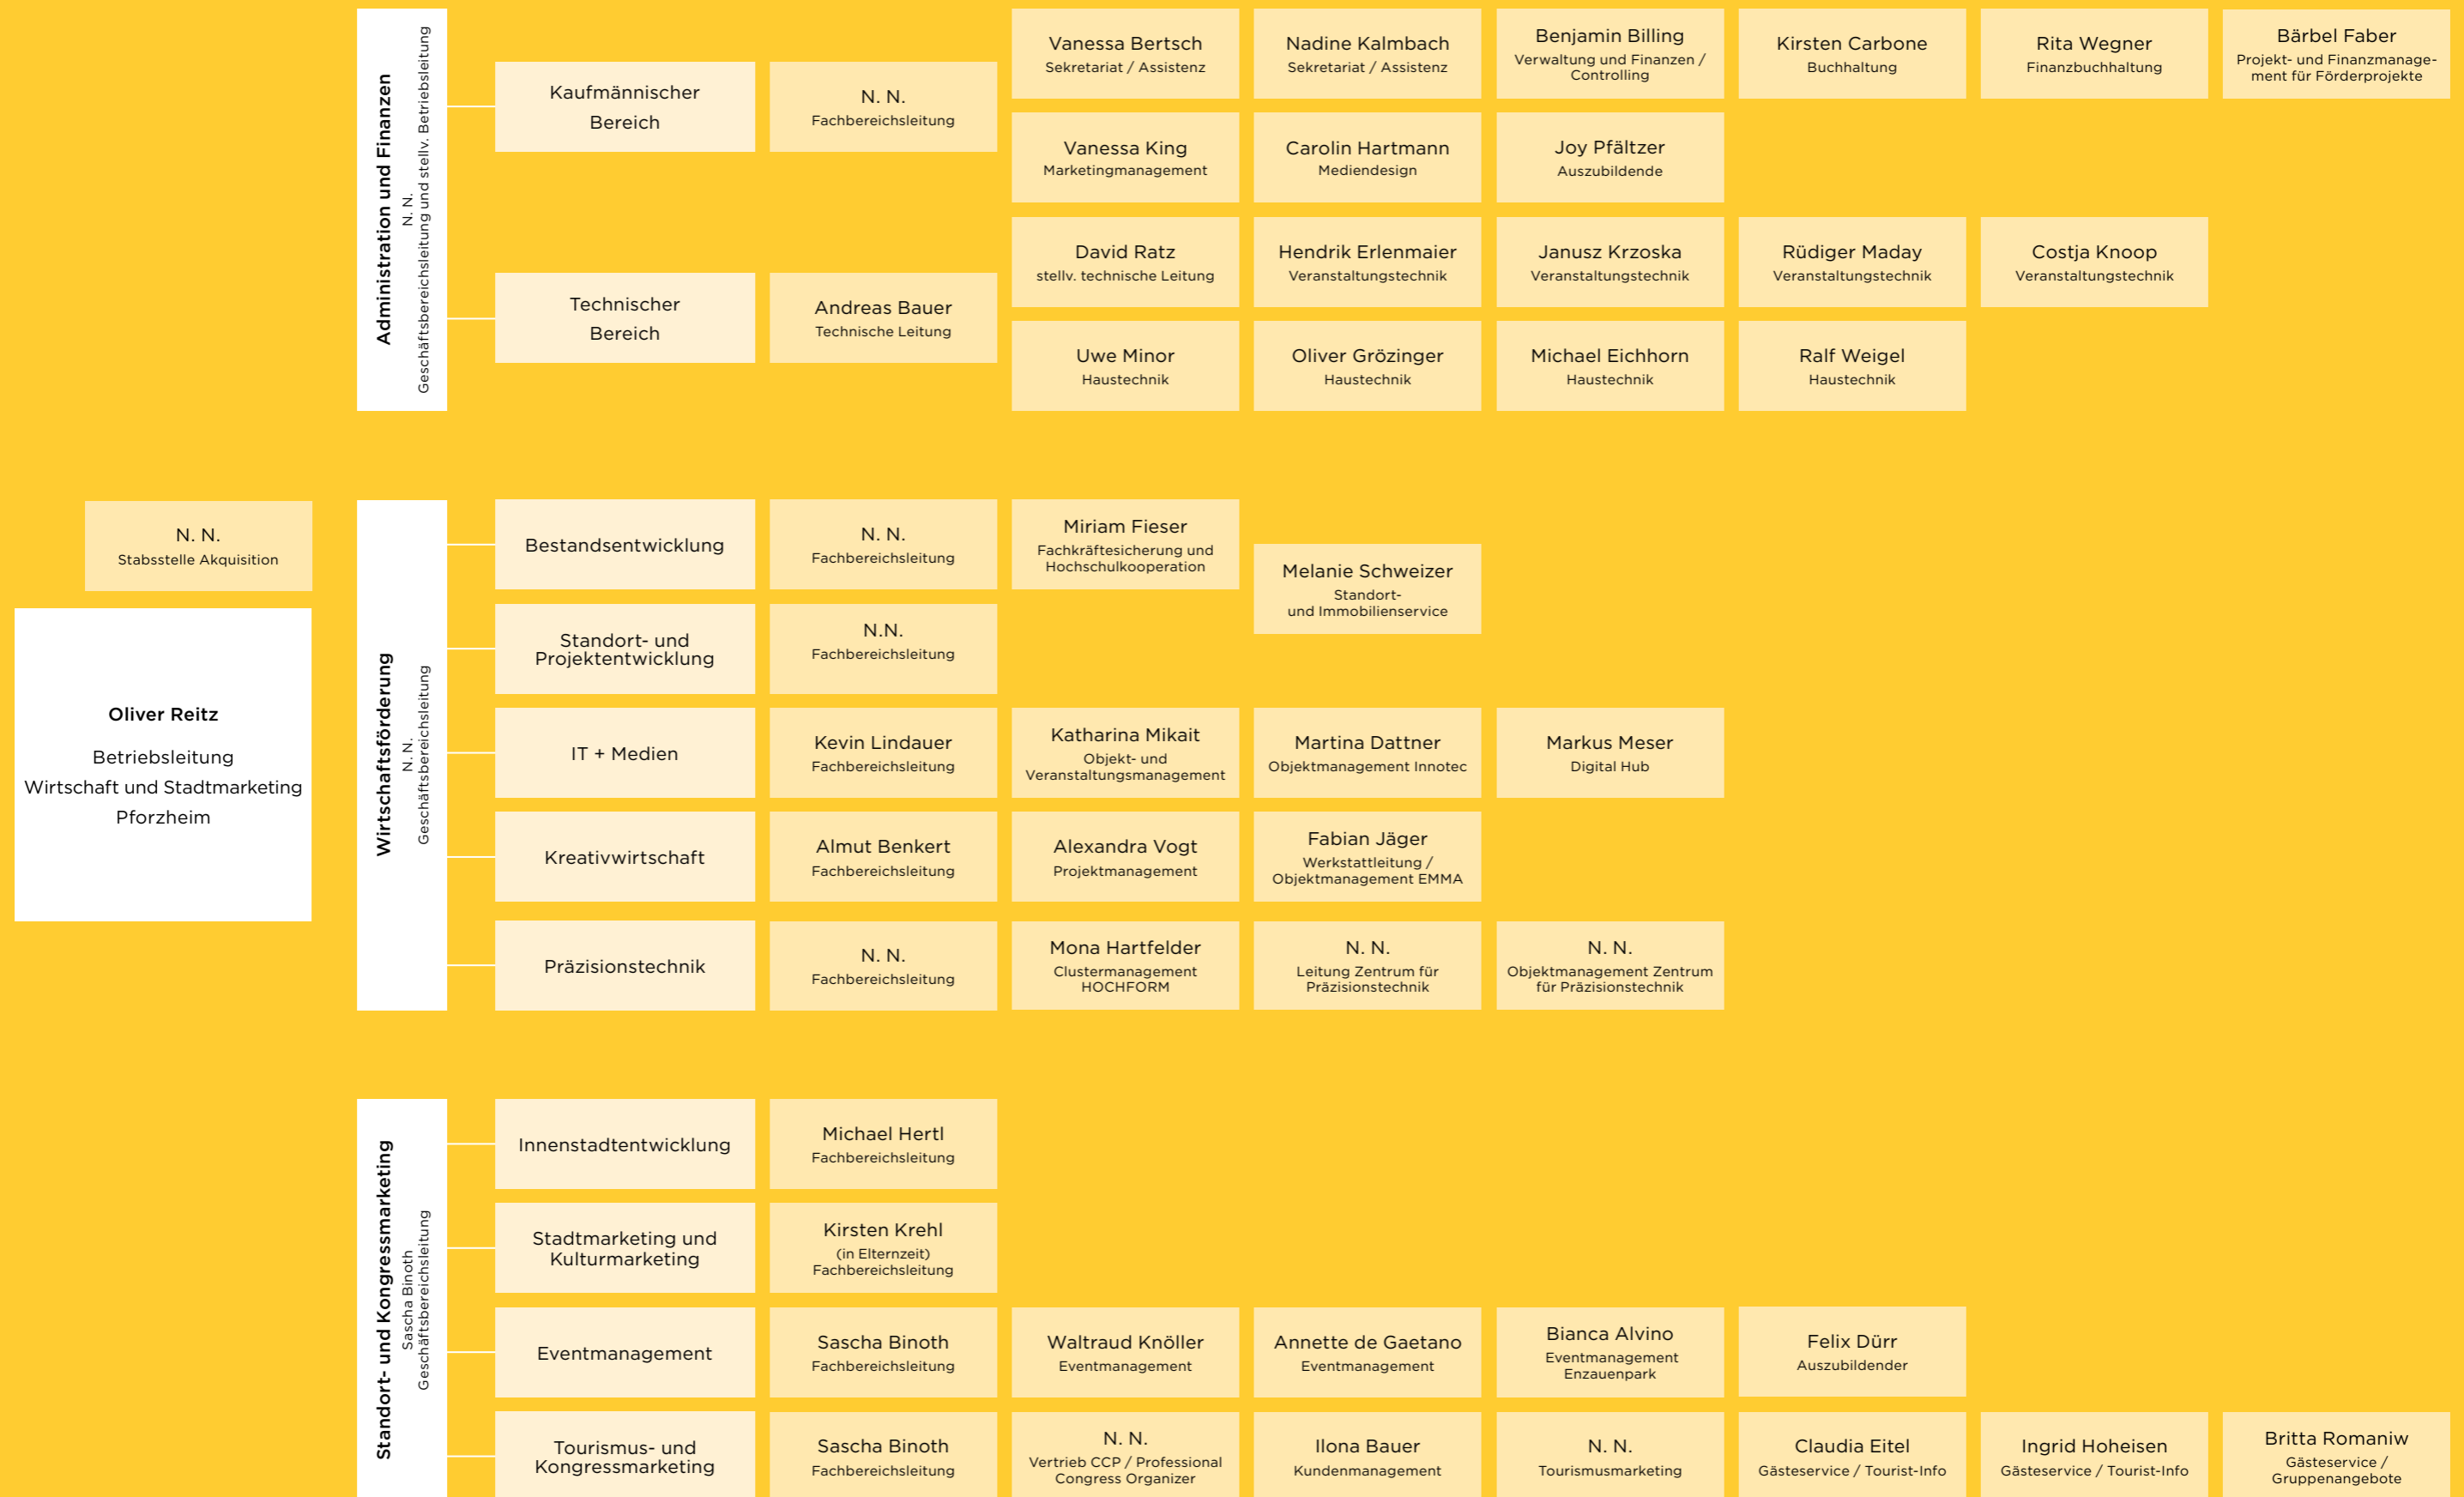 Administration und Finanzen
N. N.
Geschäftsbereichsleitung und stellv. Betriebsleitung
Kaufmännischer
Bereich
N. N.
Fachbereichsleitung
Vanessa Bertsch
Sekretariat / Assistenz
Nadine Kalmbach
Sekretariat / Assistenz
Benjamin Billing
Verwaltung und Finanzen /
Controlling
Kirsten Carbone
Buchhaltung
Rita Wegner
Finanzbuchhaltung
Bärbel Faber
Projekt- und Finanzmanage-
ment für Förderprojekte
Vanessa King
Marketingmanagement
Carolin Hartmann
Mediendesign
Joy Pfältzer
Auszubildende
Technischer
Bereich
Andreas Bauer
Technische Leitung
David Ratz
stellv. technische Leitung
Hendrik Erlenmaier
Veranstaltungstechnik
Janusz Krzoska
Veranstaltungstechnik
Rüdiger Maday
Veranstaltungstechnik
Costja Knoop
Veranstaltungstechnik
Uwe Minor
Haustechnik
Oliver Grözinger
Haustechnik
Michael Eichhorn
Haustechnik
Ralf Weigel
Haustechnik
N. N.
Stabsstelle Akquisition
Oliver Reitz
Betriebsleitung
Wirtschaft und Stadtmarketing
Pforzheim
Wirtschaftsförderung
N. N.
Geschäftsbereichsleitung
Bestandsentwicklung
N. N.
Fachbereichsleitung
Miriam Fieser
Fachkräftesicherung und
Hochschulkooperation
Melanie Schweizer
Standort-
und Immobilienservice
Standort- und
Projektentwicklung
N.N.
Fachbereichsleitung
IT + Medien
Kevin Lindauer
Fachbereichsleitung
Katharina Mikait
Objekt- und
Veranstaltungsmanagement
Martina Dattner
Objektmanagement Innotec
Markus Meser
Digital Hub
Kreativwirtschaft
Almut Benkert
Fachbereichsleitung
Alexandra Vogt
Projektmanagement
Fabian Jäger
Werkstattleitung /
Objektmanagement EMMA
Präzisionstechnik
N. N.
Fachbereichsleitung
Mona Hartfelder
Clustermanagement
HOCHFORM
N. N.
Leitung Zentrum für
Präzisionstechnik
N. N.
Objektmanagement Zentrum
für Präzisionstechnik
Standort- und Kongressmarketing
Sascha Binoth
Geschäftsbereichsleitung
Innenstadtentwicklung
Michael Hertl
Fachbereichsleitung
Stadtmarketing und
Kulturmarketing
Kirsten Krehl
(in Elternzeit)
Fachbereichsleitung
Eventmanagement
Sascha Binoth
Fachbereichsleitung
Waltraud Knöller
Eventmanagement
Annette de Gaetano
Eventmanagement
Bianca Alvino
Eventmanagement
Enzauenpark
Felix Dürr
Auszubildender
Tourismus- und
Kongressmarketing
Sascha Binoth
Fachbereichsleitung
N. N.
Vertrieb CCP / Professional
Congress Organizer
Ilona Bauer
Kundenmanagement
N. N.
Tourismusmarketing
Claudia Eitel
Gästeservice / Tourist-Info
Ingrid Hoheisen
Gästeservice / Tourist-Info
Britta Romaniw
Gästeservice /
Gruppenangebote